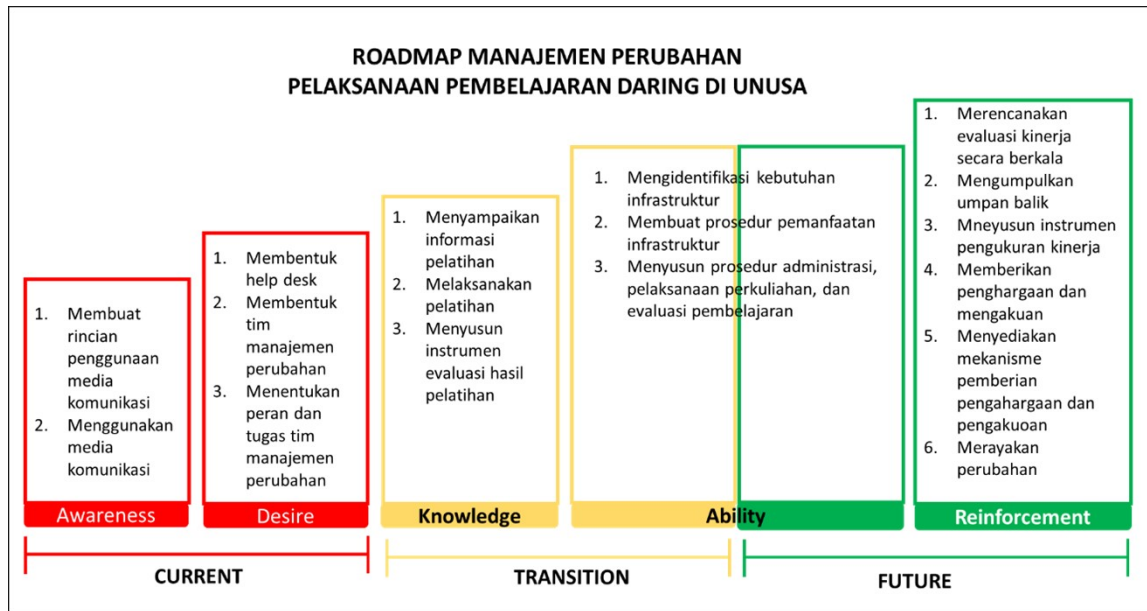 ROADMAP MANAJEMEN PERUBAHAN
PELAKSANAAN PEMBELAJARAN DARING DI UNUSA
1. Membuat
rincian
penggunaan
media
komunikasi
2. Menggunakan
media
komunikasi
Awareness
1. Membentuk
help desk
2. Membentuk
tim
manajemen
perubahan
3. Menentukan
peran dan
tugas tim
manajemen
perubahan
Desire
1. Menyampaikan
informasi
pelatihan
2. Melaksanakan
pelatihan
3. Menyusun
instrumen
evaluasi hasil
pelatihan
Knowledge
1. Mengidentifikasi kebutuhan
infrastruktur
2. Membuat prosedur pemanfaatan
infrastruktur
3. Menyusun prosedur administrasi,
pelaksanaan perkuliahan, dan
evaluasi pembelajaran
Ability
1. Merencanakan
evaluasi kinerja
secara berkala
2. Mengumpulkan
umpan balik
3. Mneyusun instrumen
pengukuran kinerja
4. Memberikan
penghargaan dan
mengakuan
5. Menyediakan
mekanisme
pemberian
pengahargaan dan
pengakuoan
6. Merayakan
perubahan
Reinforcement
CURRENT
TRANSITION
FUTURE